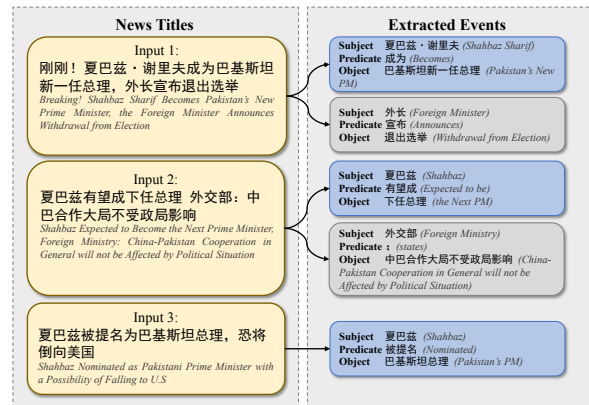 News Titles
Input 1:
刚刚！夏巴兹・谢里夫成为巴基斯坦
新一任总理，外长宣布退出选举
Breaking! Shahbaz Sharif Becomes Pakistan's New
Prime Minister, the Foreign Minister Announces
Withdrawal from Election
Input 2:
夏巴兹有望成下任总理 外交部：中
巴合作大局不受政局影响
Shahbaz Expected to Become the Next Prime Minister,
Foreign Ministry: China-Pakistan Cooperation in
General will not be Affected by Political Situation
Input 3:
夏巴兹被提名为巴基斯坦总理，恐将
倒向美国
Shahbaz Nominated as Pakistani Prime Minister with
a Possibility of Falling to U.S
Extracted Events
Subject 夏巴兹・谢里夫 (Shahbaz Sharif)
Predicate 成为 (Becomes)
Object 巴基斯坦新一任总理 (Pakistan's New
PM)
Subject 外长 (Foreign Minister)
Predicate 宣布 (Announces)
Object 退出选举 (Withdrawal from Election)
Subject 夏巴兹 (Shahbaz)
Predicate 有望成 (Expected to be)
Object 下任总理 (the Next PM)
Subject 外交部 (Foreign Ministry)
Predicate ： (states)
Object 中巴合作大局不受政局影响 (China-
Pakistan Cooperation in General will not be
Affected by Political Situation)
Subject 夏巴兹 (Shahbaz)
Predicate 被提名 (Nominated)
Object 巴基斯坦总理 (Pakistan's PM)